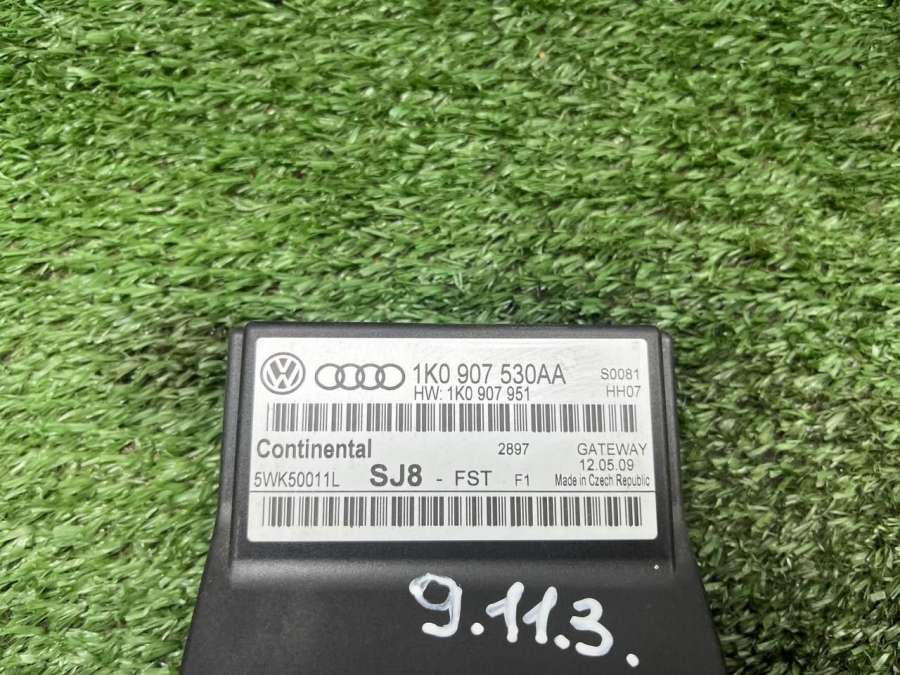 1K0 907 530AA
HW: 1K0 907 951
S0081
HH07
Continental
2897
GATEWAY
12.05.09
5WK50011L
SJ8 - FST F1
Made in Czech Republic
9.11.3.